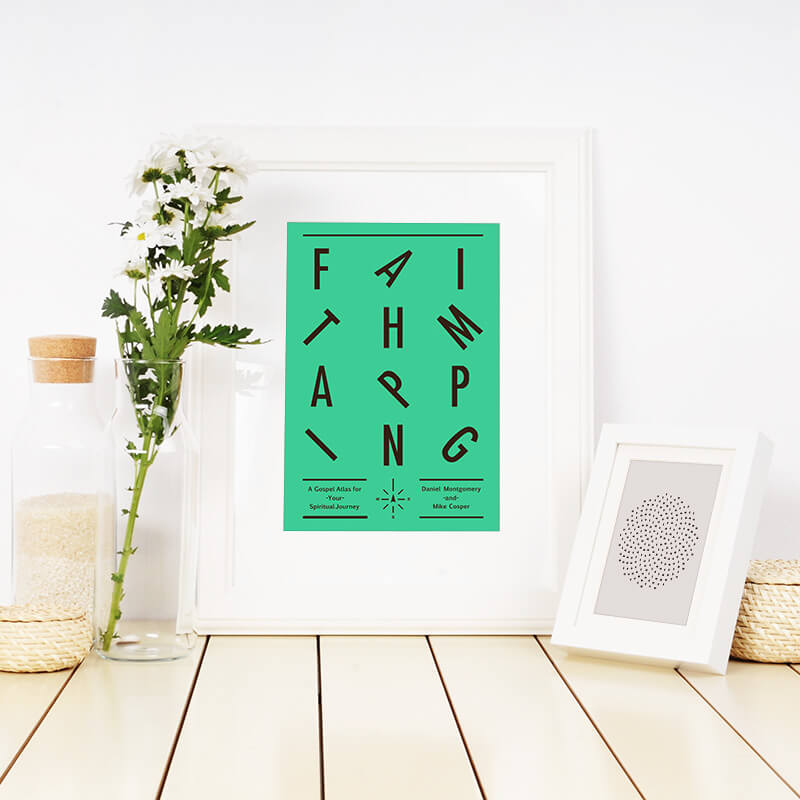 F A I
T H M
A P P
I N G
A Gospel Atlas for
-Your-
Spiritual Journey
Daniel Montgomery
-and-
Mike Cosper